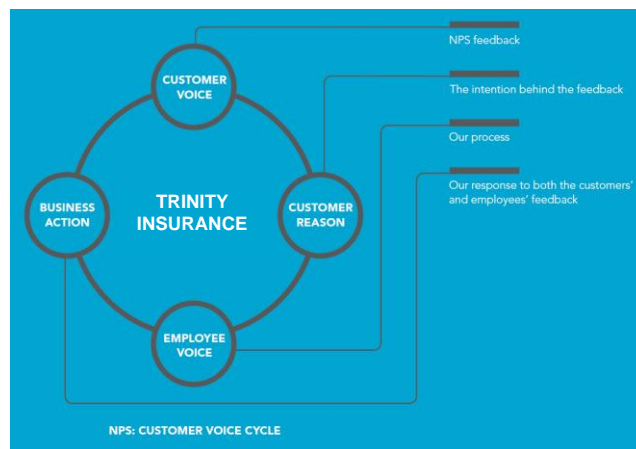 NPS feedback
CUSTOMER
VOICE
The intention behind the feedback
Our process
Our response to both the customers'
and employees' feedback
BUSINESS
ACTION
TRINITY
INSURANCE
CUSTOMER
REASON
EMPLOYEE
VOICE
NPS: CUSTOMER VOICE CYCLE